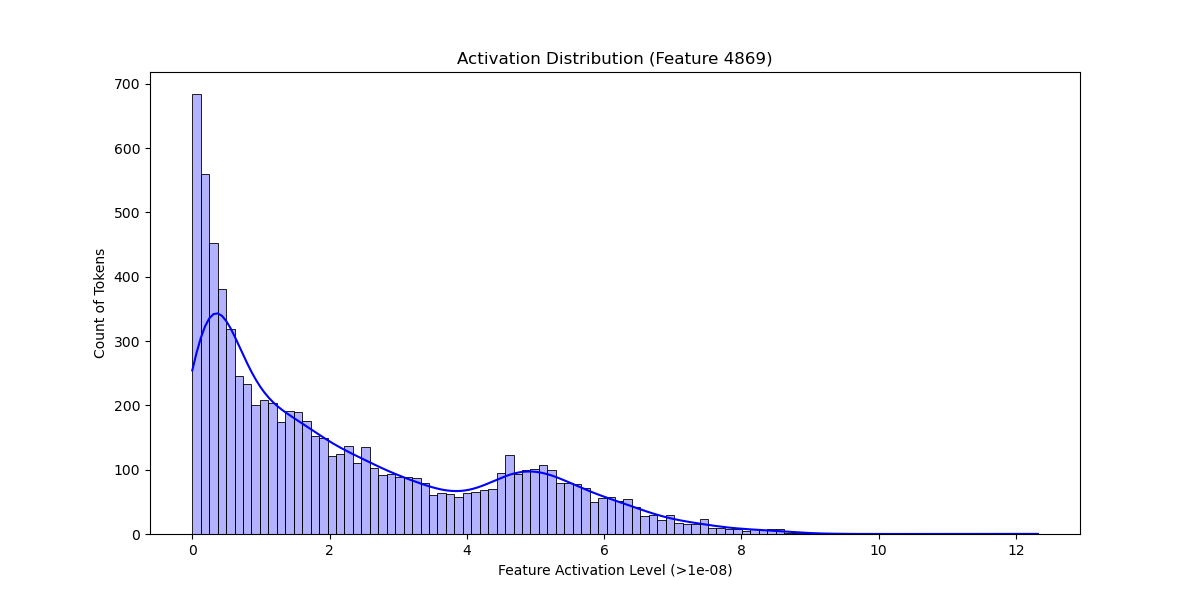 Activation Distribution (Feature 4869)
700
600
500
400
300
200
100
0
Count of Tokens
0 2 4 6 8 10 12
Feature Activation Level (>1e-08)